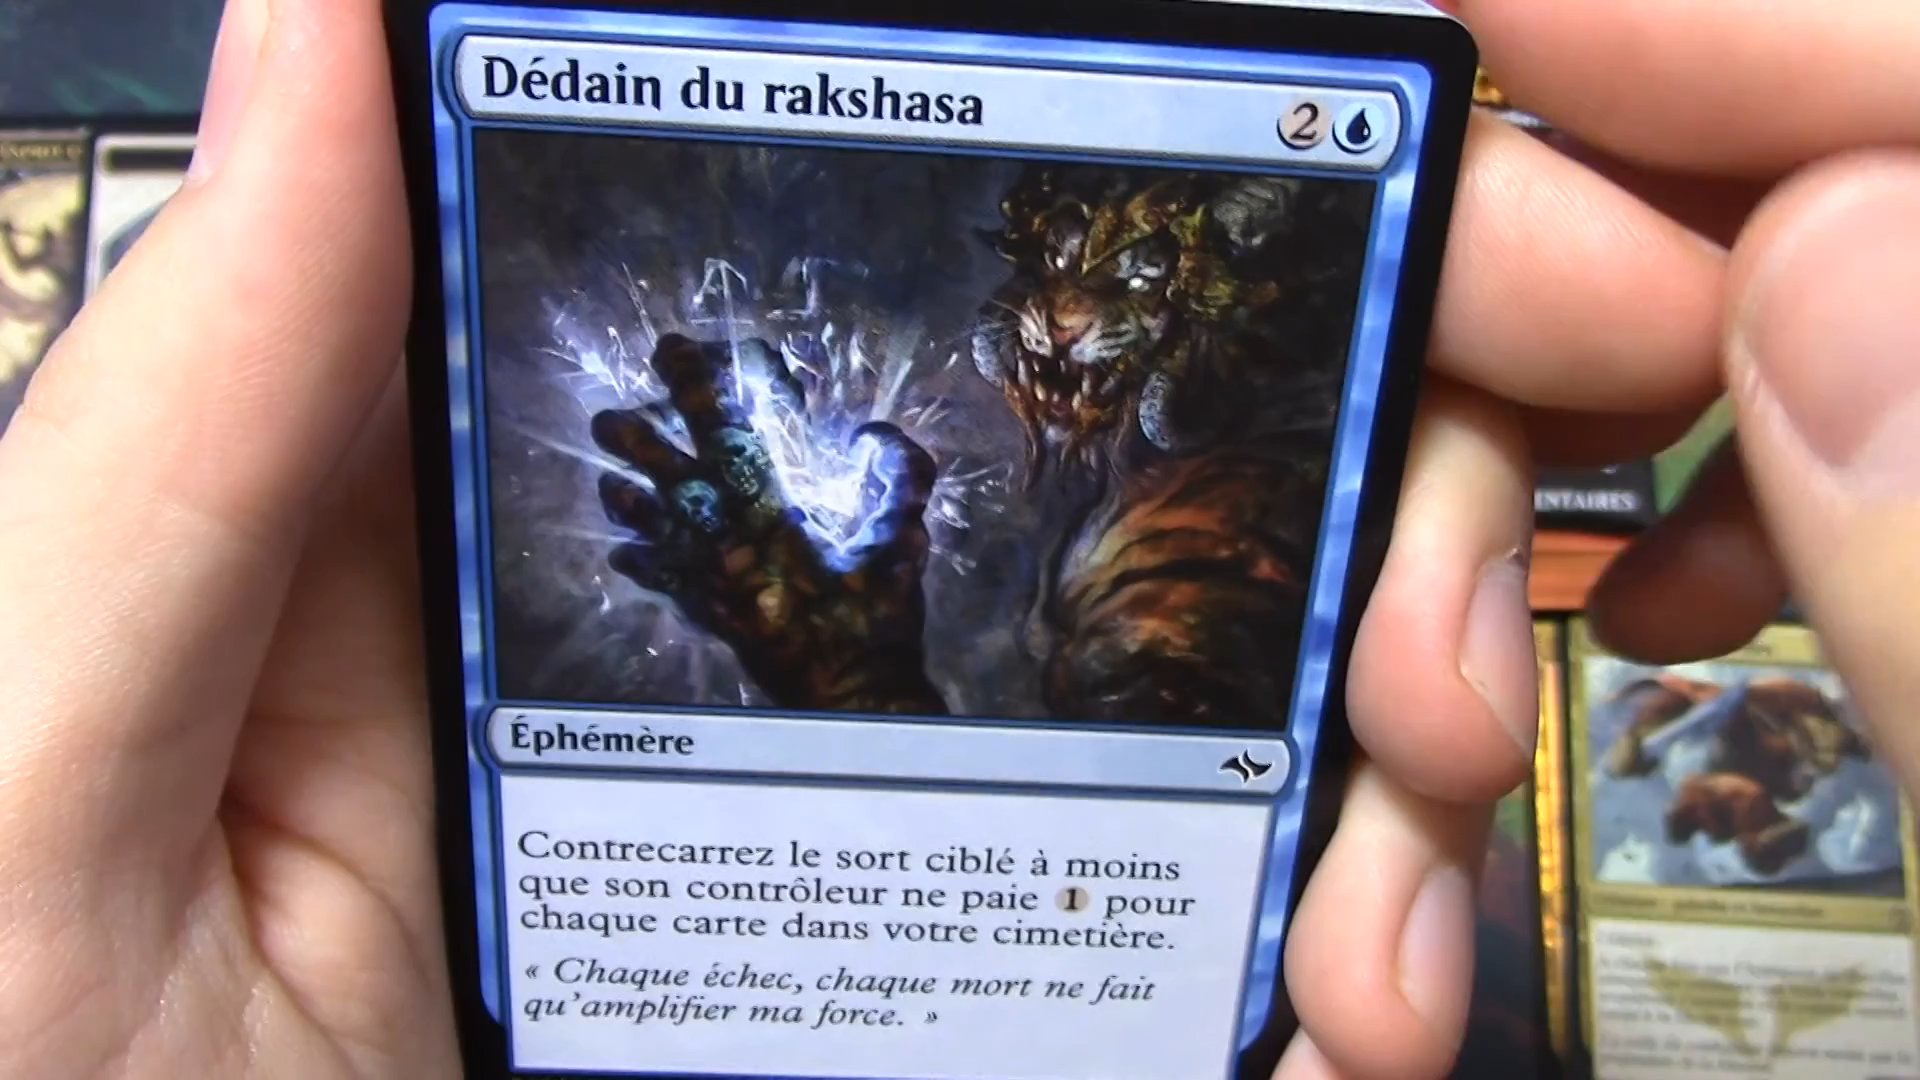 Dédain du rakshasa
2
Éphémère
Contrecarrez le sort ciblé à moins
que son contrôleur ne paie 1 pour
chaque carte dans votre cimetière.
« Chaque échec, chaque mort ne fait
qu'amplifier ma force. »
ENTAIRES